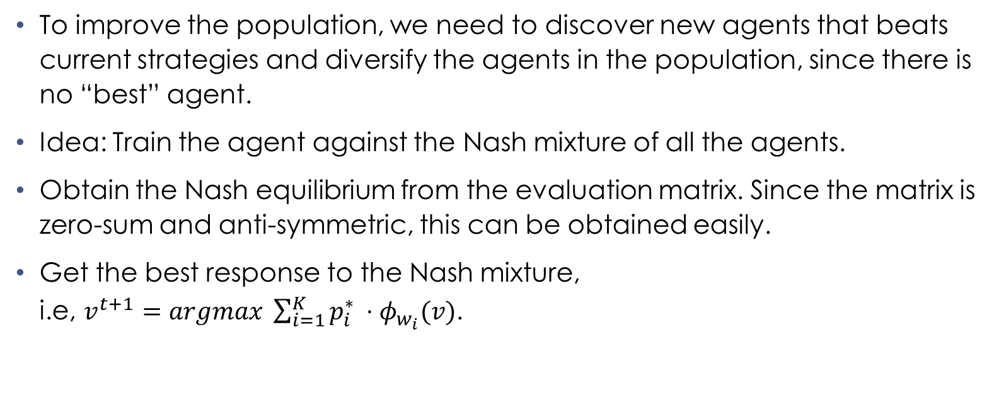 • To improve the population, we need to discover new agents that beats
current strategies and diversify the agents in the population, since there is
no “best” agent.
• Idea: Train the agent against the Nash mixture of all the agents.
• Obtain the Nash equilibrium from the evaluation matrix. Since the matrix is
zero-sum and anti-symmetric, this can be obtained easily.
• Get the best response to the Nash mixture,
i.e, $v^{t+1} = argmax \sum_{i=1}^{K} p_i^* \cdot \phi_{w_i}(v)$.